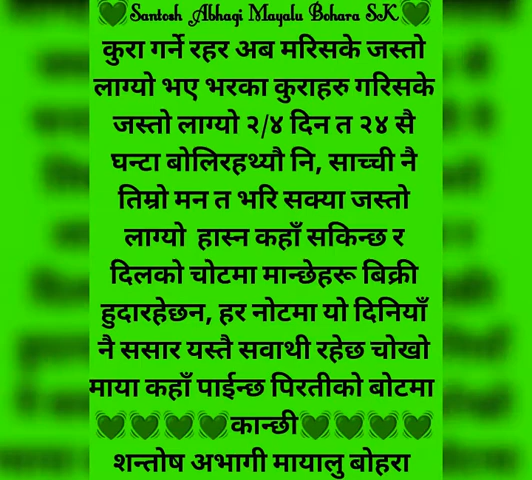 💚Santosh Abhagi Mayalu Bohara SK💚
कुरा गर्ने रहर अब मरिसके जस्तो
लाग्यो भए भरका कुराहरु गरिसके
जस्तो लाग्यो २/४ दिन त २४ सै
घन्टा बोलिरहथ्यौ नि, साच्ची नै
तिम्रो मन त भरि सक्या जस्तो
लाग्यो हास्न कहाँ सकिन्छ र
दिलको चोटमा मान्छेहरू बिक्री
हुदारहेछन, हर नोटमा यो दिनियाँ
नै ससार यस्तै सवाथी रहेछ चोखो
माया कहाँ पाईन्छ पिरतीको बोटमा
💚💚💚💚कान्छी💚💚💚💚
शन्तोष अभागी मायालु बोहरा